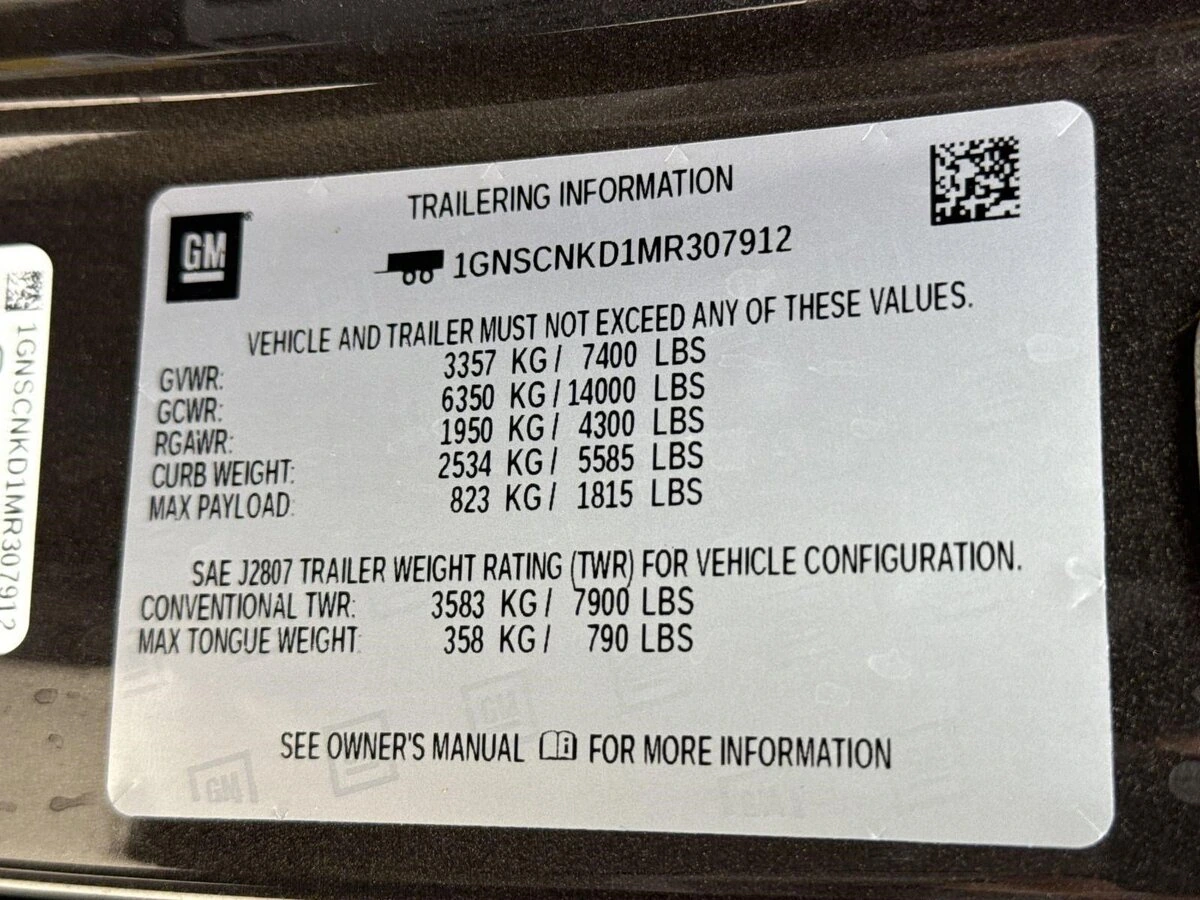 TRAILERING INFORMATION
GM
1GNSCNKD1MR307912
VEHICLE AND TRAILER MUST NOT EXCEED ANY OF THESE VALUES.
GVWR: 3357 KG / 7400 LBS
GCWR: 6350 KG / 14000 LBS
RGAWR: 1950 KG / 4300 LBS
CURB WEIGHT: 2534 KG / 5585 LBS
MAX PAYLOAD: 823 KG / 1815 LBS
SAE J2807 TRAILER WEIGHT RATING (TWR) FOR VEHICLE CONFIGURATION.
CONVENTIONAL TWR: 3583 KG / 7900 LBS
MAX TONGUE WEIGHT: 358 KG / 790 LBS
SEE OWNER'S MANUAL i FOR MORE INFORMATION
GM
GM
1GNSCNKD1MR307912